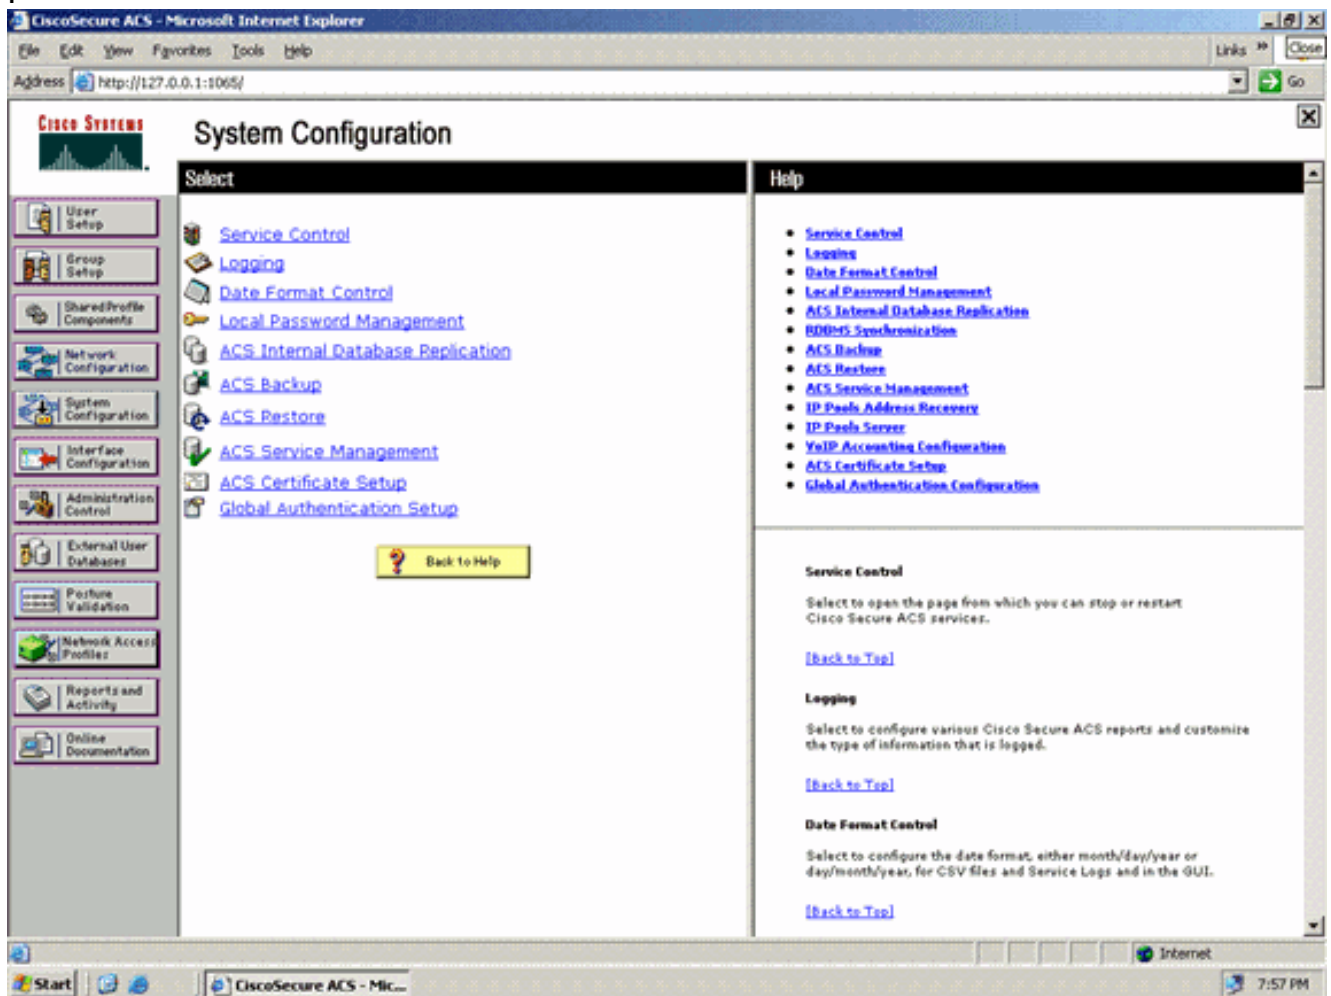 CiscoSecure ACS - Microsoft Internet Explorer
File Edit View Favorites Tools Help
Links »
Close
Address http://127.0.0.1:1065/
Go
CISCO SYSTEMS
System Configuration
Select
Help
User Setup
Group Setup
Shared Profile Components
Network Configuration
System Configuration
Interface Configuration
Administration Control
External User Databases
Posture Validation
Network Access Profiles
Reports and Activity
Online Documentation
Service Control
Logging
Date Format Control
Local Password Management
ACS Internal Database Replication
ACS Backup
ACS Restore
ACS Service Management
ACS Certificate Setup
Global Authentication Setup
Back to Help
Service Control
Logging
Date Format Control
Local Password Management
ACS Internal Database Replication
RDBMS Synchronization
ACS Backup
ACS Restore
ACS Service Management
IP Pools Address Recovery
IP Pools Server
VoIP Accounting Configuration
ACS Certificate Setup
Global Authentication Configuration
Service Control
Select to open the page from which you can stop or restart
Cisco Secure ACS services.
[Back to Top]
Logging
Select to configure various Cisco Secure ACS reports and customize
the type of information that is logged.
[Back to Top]
Date Format Control
Select to configure the date format, either month/day/year or
day/month/year, for CSV files and Service Logs and in the GUI.
[Back to Top]
Internet
Start
CiscoSecure ACS - Mic...
7:57 PM